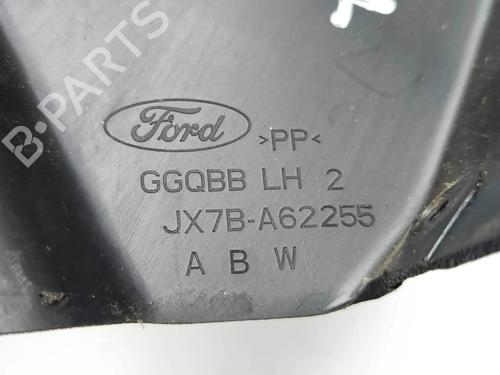 Ford >PP<
GGQBB LH 2
JX7B-A62255
A B W
B-PARTS